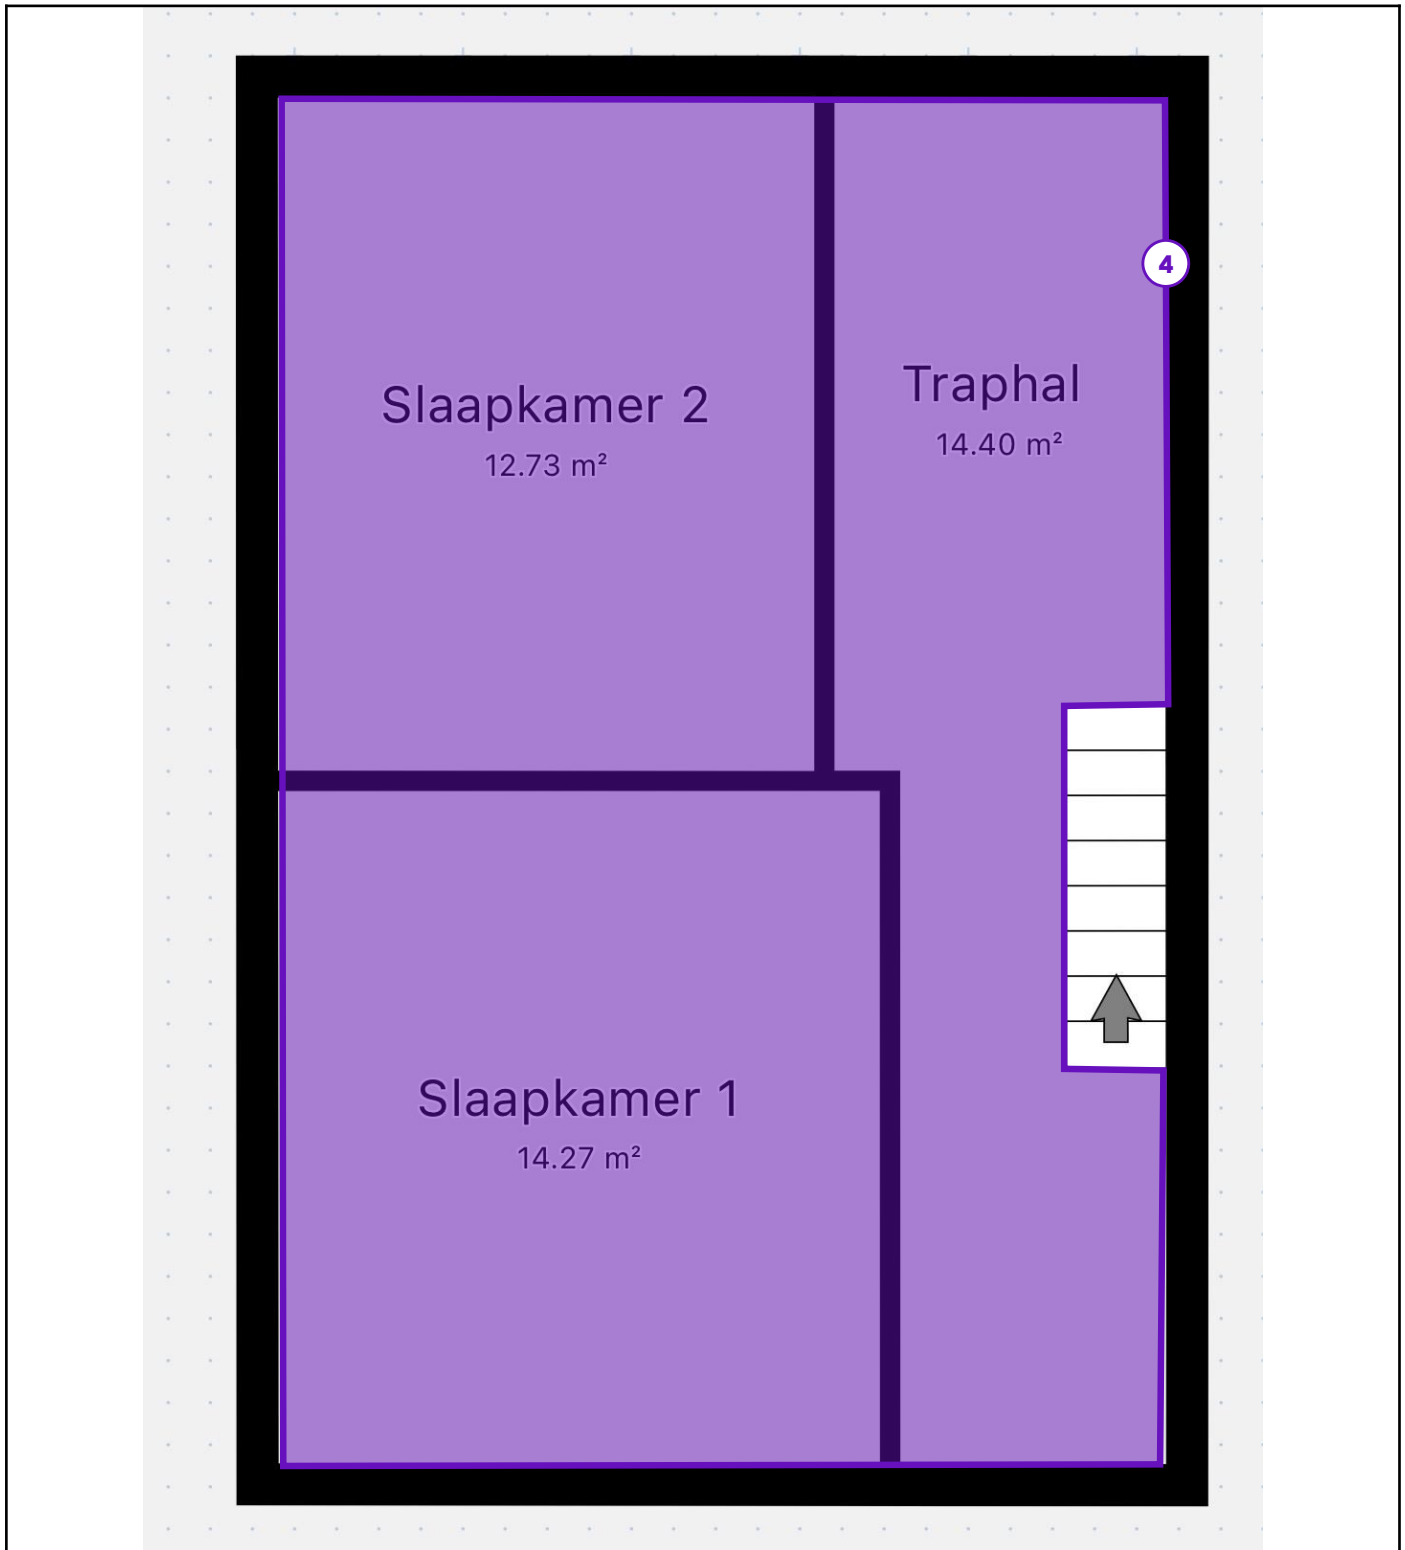 4
Traphal
14.40 m²
Slaapkamer 2
12.73 m²
Slaapkamer 1
14.27 m²